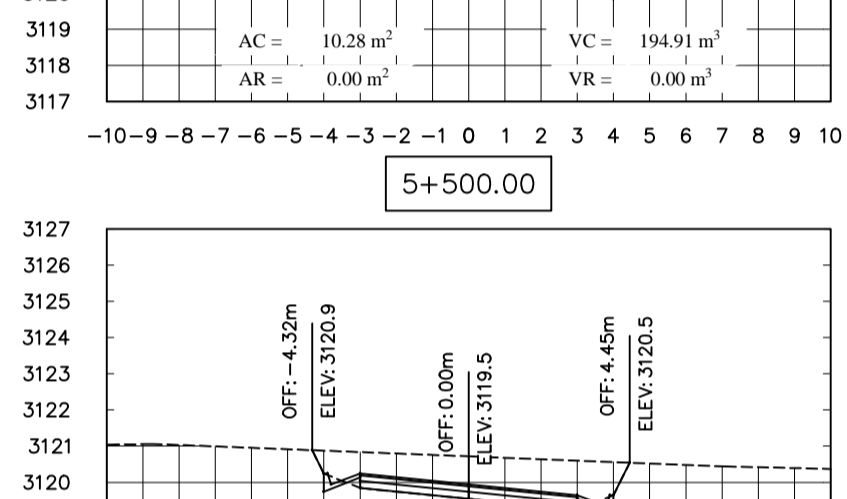 3119
AC = 10.28 m² VC = 194.91 m³
3118
AR = 0.00 m² VR = 0.00 m³
3117
−10 −9 −8 −7 −6 −5 −4 −3 −2 −1 0 1 2 3 4 5 6 7 8 9 10
5+500.00
3127
3126
3125
3124
3123
3122
3121
3120
OFF: −4.32m
ELEV: 3120.9
OFF: 0.00m
ELEV: 3119.5
OFF: 4.45m
ELEV: 3120.5